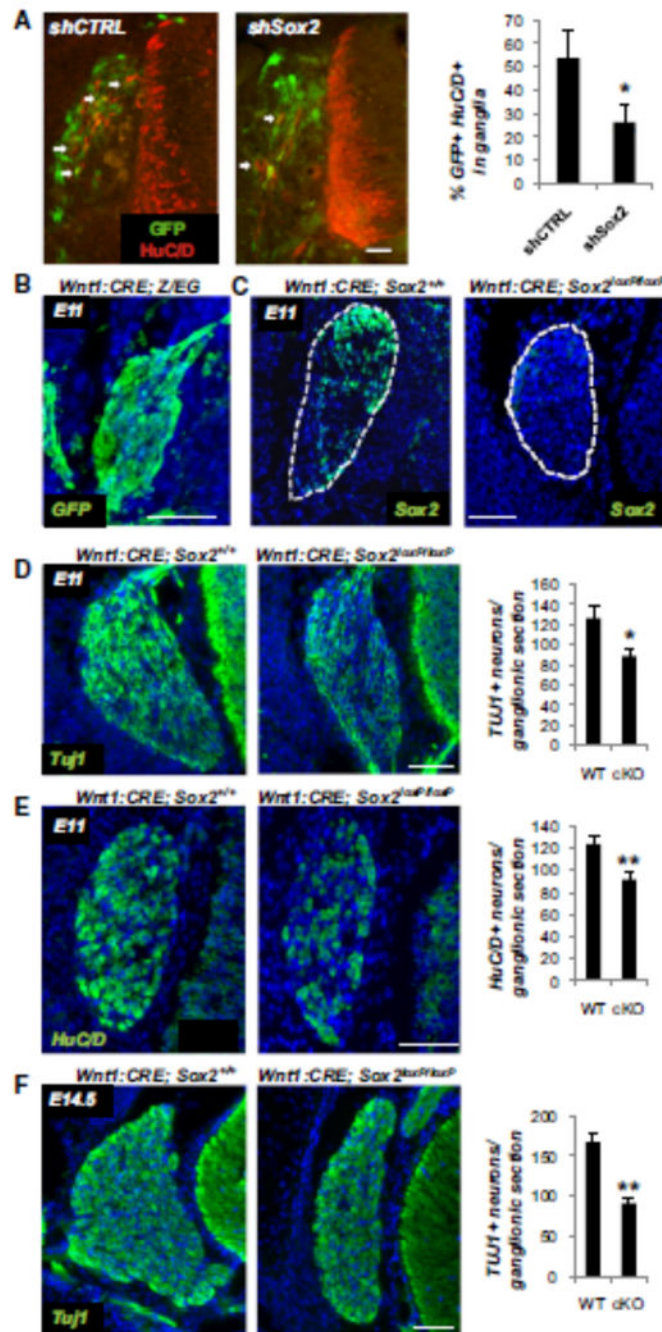 A
shCTRL
shSox2
GFP
HuC/D
% GFP+ HuC/D+
in ganglia
70
60
50
40
30
20
10
0
*
shCTRL
shSox2
B
Wnt1:CRE; Z/EG
E11
GFP
C
Wnt1:CRE; Sox2+/+
Wnt1:CRE; Sox2loxP/loxP
E11
Sox2
Sox2
D
Wnt1:CRE; Sox2+/+
Wnt1:CRE; Sox2loxP/loxP
E11
Tuj1
TUJ1+ neurons/
ganglionic section
160
140
120
100
80
60
40
20
0
*
WT cKO
E
Wnt1:CRE; Sox2+/+
Wnt1:CRE; Sox2loxP/loxP
E11
HuC/D
HuC/D+ neurons/
ganglionic section
140
120
100
80
60
40
20
0
**
WT cKO
F
Wnt1:CRE; Sox2+/+
Wnt1:CRE; Sox2loxP/loxP
E14.5
Tuj1
TUJ1+ neurons/
ganglionic section
200
150
100
50
0
**
WT cKO